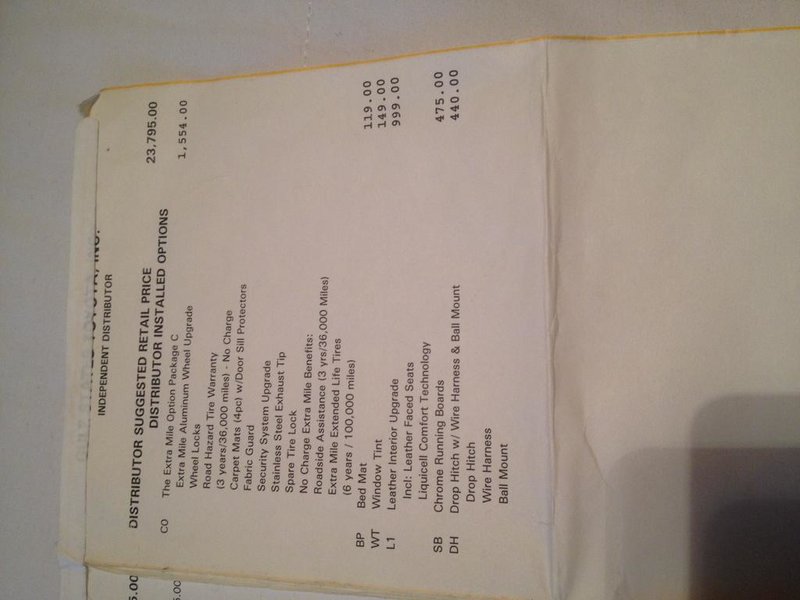 INDEPENDENT DISTRIBUTOR
DISTRIBUTOR SUGGESTED RETAIL PRICE 23,795.00
DISTRIBUTOR INSTALLED OPTIONS
CO The Extra Mile Option Package C 1,554.00
Extra Mile Aluminum Wheel Upgrade
Wheel Locks
Road Hazard Tire Warranty
(3 years/36,000 miles) - No Charge
Carpet Mats (4pc) w/Door Sill Protectors
Fabric Guard
Security System Upgrade
Stainless Steel Exhaust Tip
Spare Tire Lock
No Charge Extra Mile Benefits:
Roadside Assistance (3 yrs/36,000 Miles)
Extra Mile Extended Life Tires
(6 years / 100,000 miles)
BP Bed Mat 119.00
WT Window Tint 149.00
L1 Leather Interior Upgrade 999.00
Incl: Leather Faced Seats
Liquicell Comfort Technology
SB Chrome Running Boards 475.00
DH Drop Hitch w/ Wire Harness & Ball Mount 440.00
Drop Hitch
Wire Harness
Ball Mount